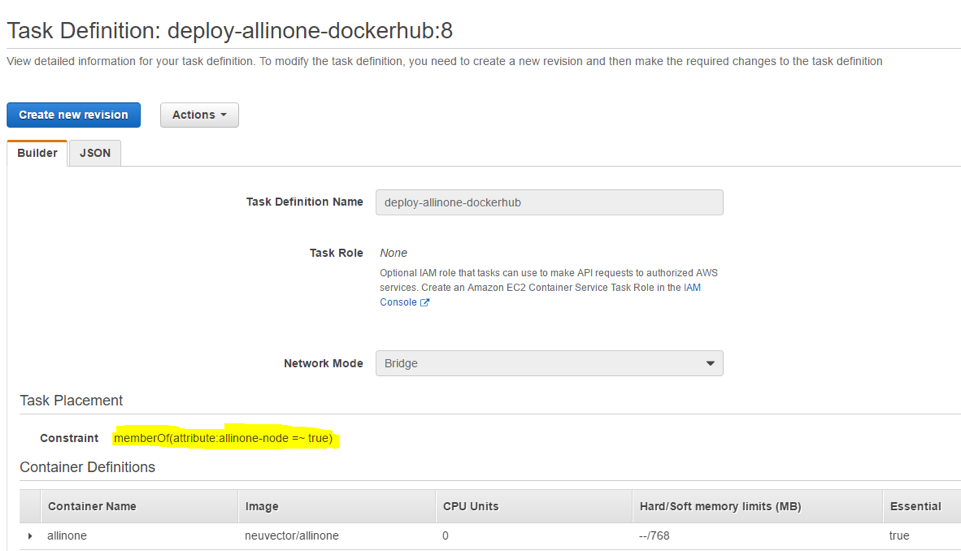 Task Definition: deploy-allinone-dockerhub:8
View detailed information for your task definition. To modify the task definition, you need to create a new revision and then make the required changes to the task definition
Create new revision Actions
Builder JSON
Task Definition Name deploy-allinone-dockerhub
Task Role None
Optional IAM role that tasks can use to make API requests to authorized AWS
services. Create an Amazon EC2 Container Service Task Role in the IAM
Console
Network Mode Bridge
Task Placement
Constraint memberOf(attribute:allinone-node =~ true)
Container Definitions
Container Name Image CPU Units Hard/Soft memory limits (MB) Essential
allinone neuvector/allinone 0 --/768 true